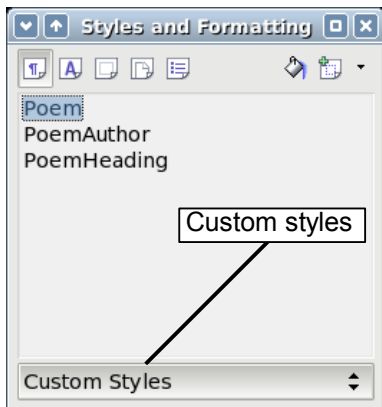 Styles and Formatting
Poem
PoemAuthor
PoemHeading
Custom styles
Custom Styles